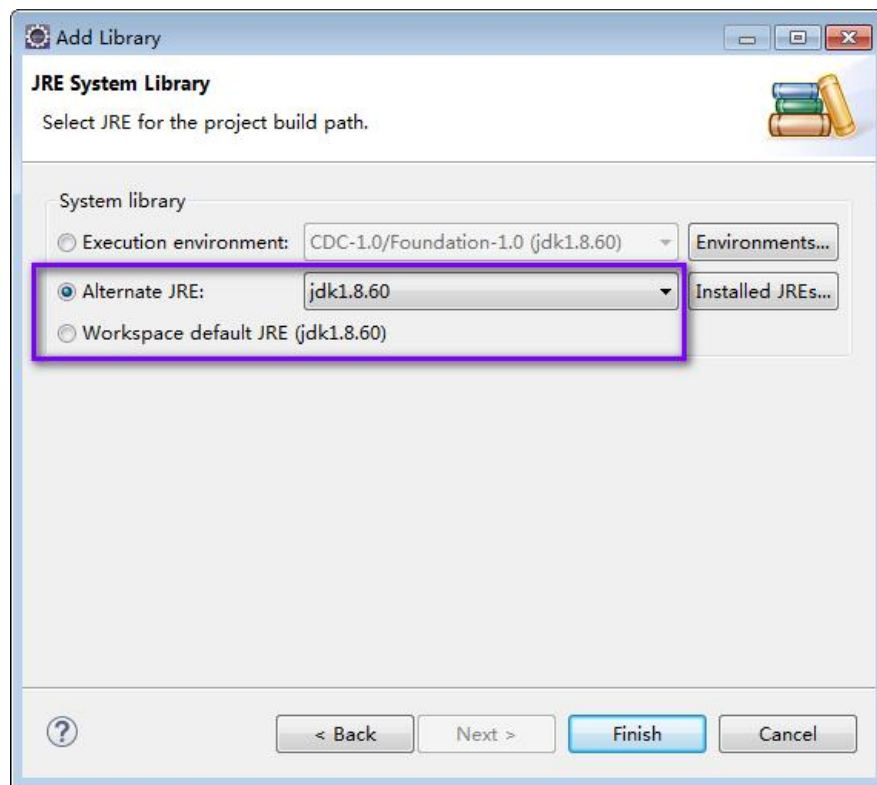 Add Library
JRE System Library
Select JRE for the project build path.
System library
Execution environment: CDC-1.0/Foundation-1.0 (jdk1.8.60) Environments...
Alternate JRE: jdk1.8.60 Installed JREs...
Workspace default JRE (jdk1.8.60)
? < Back Next > Finish Cancel